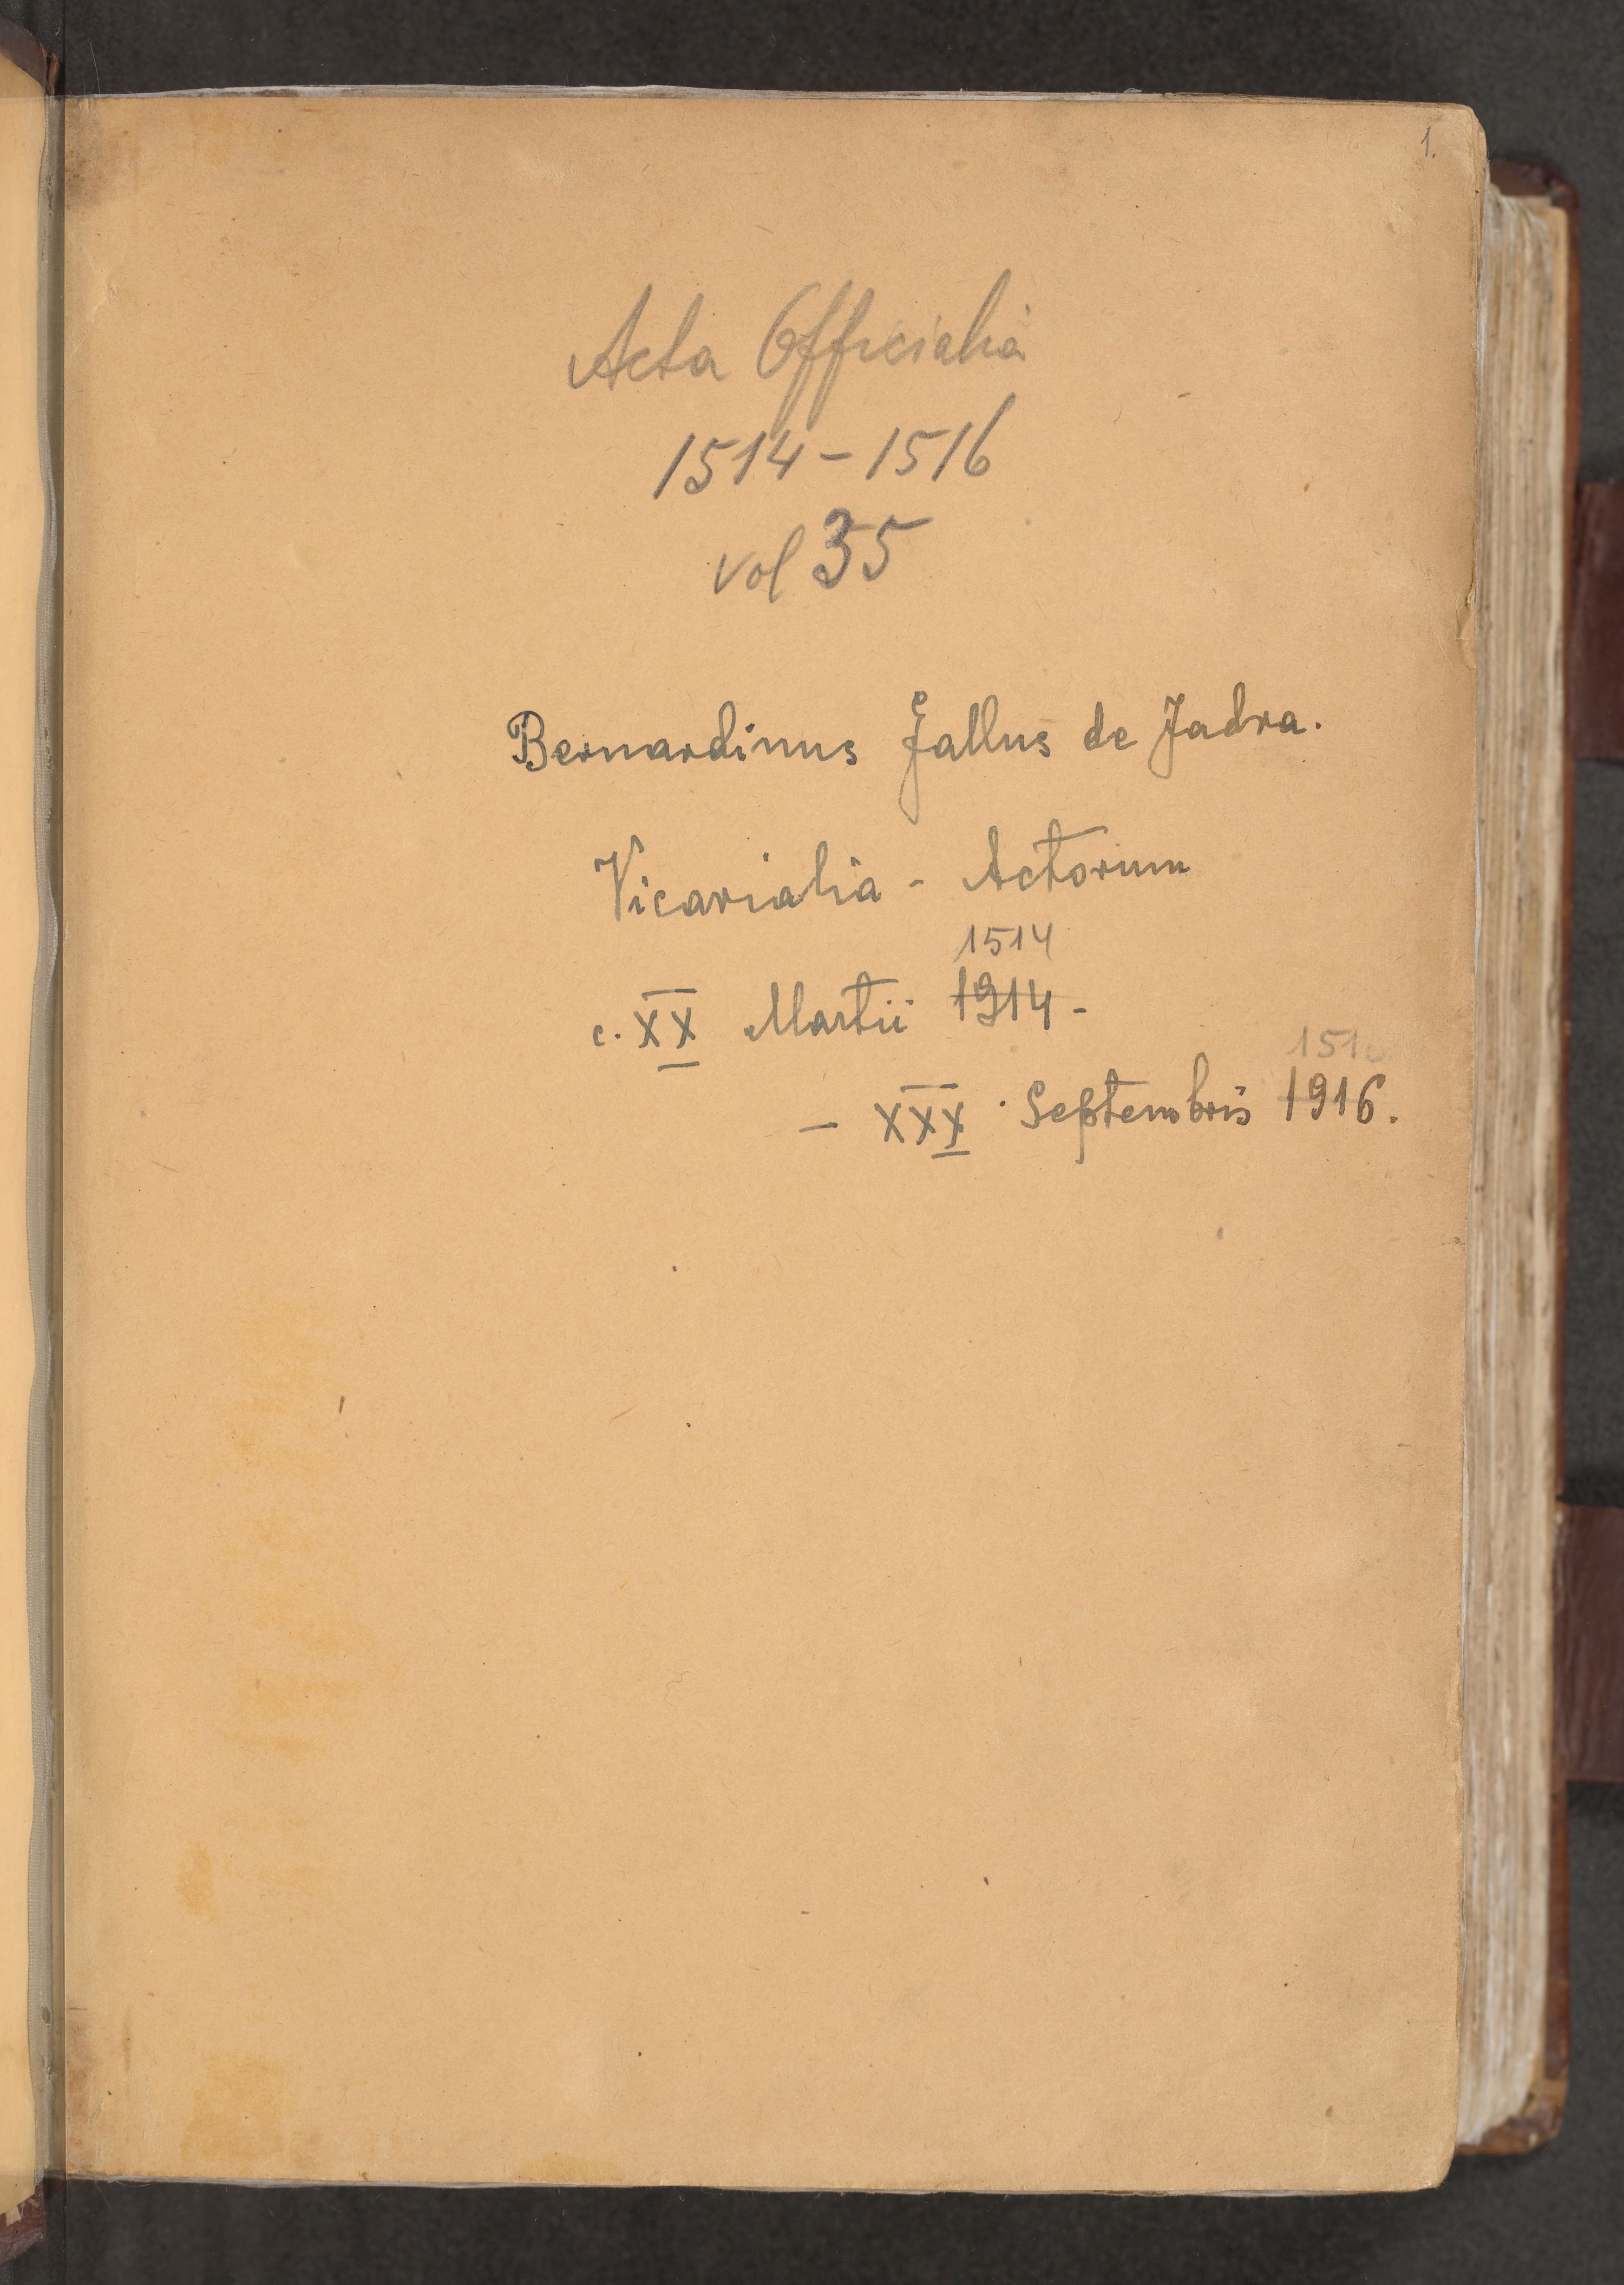 1.
Acta Officialia
1514 - 1516
vol 35
Bernardinus Gallus de Jadra.
Vicarialia - Actorum
1514
c. XX Martii 1914 -
1516
- XXX Septembris 1916.